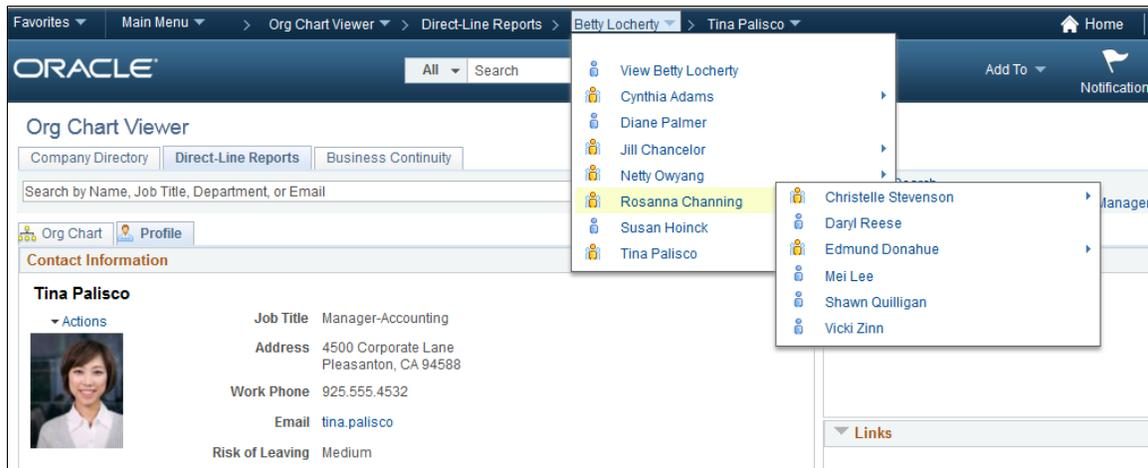 Favorites Main Menu > Org Chart Viewer > Direct-Line Reports > Betty Locherty > Tina Palisco Home
ORACLE All Search Add To
Notification
View Betty Locherty
Cynthia Adams
Diane Palmer
Jill Chancelor
Netty Owyang
Rosanna Channing
Susan Hoinck
Tina Palisco
Christelle Stevenson
Daryl Reese
Edmund Donahue
Mei Lee
Shawn Quilligan
Vicki Zinn
Org Chart Viewer
Company Directory Direct-Line Reports Business Continuity
Search by Name, Job Title, Department, or Email
Manager
Org Chart Profile
Contact Information
Tina Palisco
Actions
Job Title Manager-Accounting
Address 4500 Corporate Lane
Pleasanton, CA 94588
Work Phone 925.555.4532
Email tina.palisco
Risk of Leaving Medium
Links